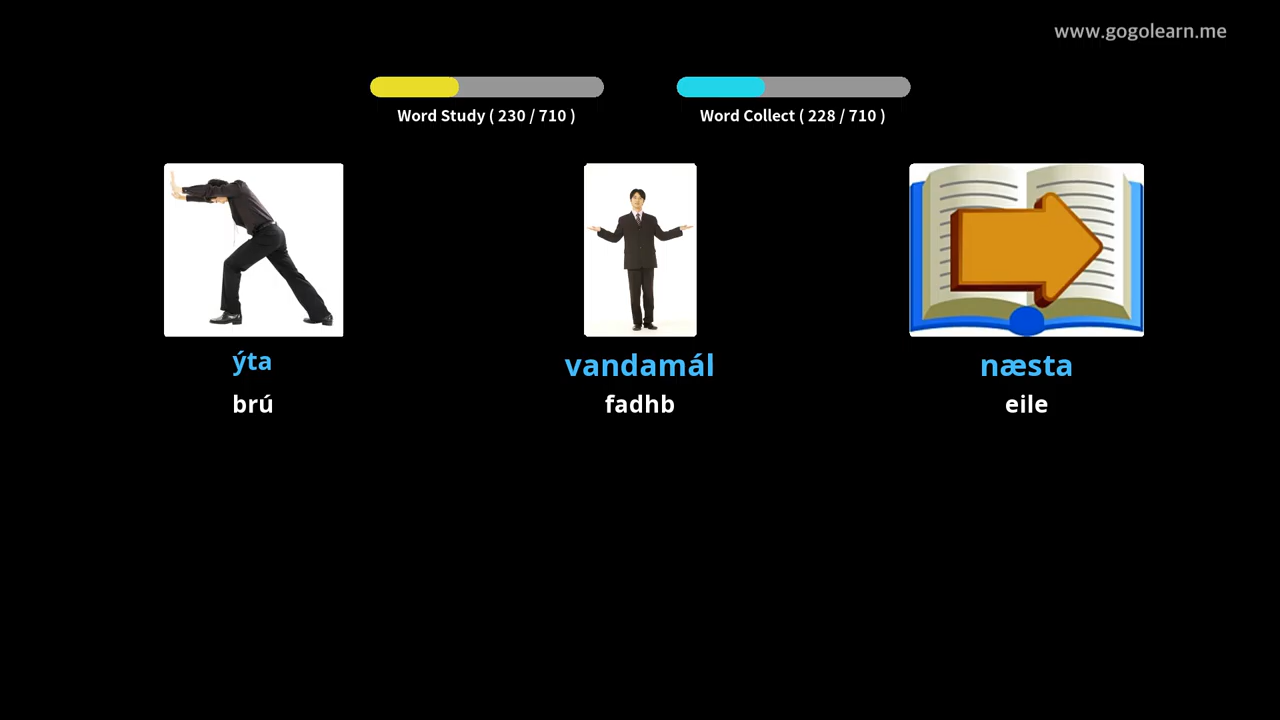 www.gogolearn.me
Word Study ( 230 / 710 )
Word Collect ( 228 / 710 )
ýta
vandamál
næsta
brú
fadhb
eile